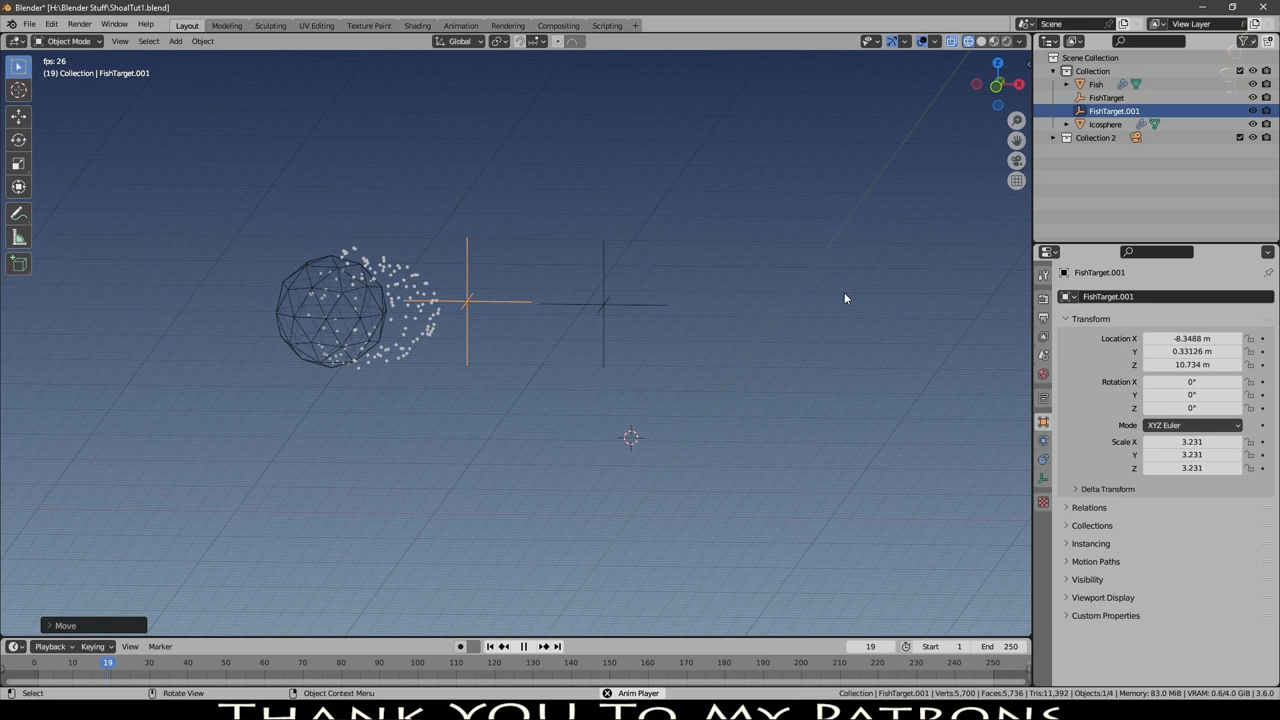 Blender* [H:\Blender Stuff\ShoalTut1.blend]
File Edit Render Window Help Layout Modeling Sculpting UV Editing Texture Paint Shading Animation Rendering Compositing Scripting + Scene View Layer
Object Mode View Select Add Object Global
fps: 26
(19) Collection | FishTarget.001
Z
X
Scene Collection
Collection
Fish
FishTarget
FishTarget.001
Icosphere
Collection 2
FishTarget.001
FishTarget.001
Transform
Location X -8.3488 m
Y 0.33126 m
Z 10.734 m
Rotation X 0°
Y 0°
Z 0°
Mode XYZ Euler
Scale X 3.231
Y 3.231
Z 3.231
Delta Transform
Relations
Collections
Instancing
Motion Paths
Visibility
Viewport Display
Custom Properties
Move
Playback Keying View Marker 19 Start 1 End 250
0 10 19 30 40 50 60 70 80 90 100 110 120 130 140 150 160 170 180 190 200 210 220 230 240 250
Select Rotate View Object Context Menu Anim Player Collection | FishTarget.001 | Verts:5,700 | Faces:5,736 | Tris:11,392 | Objects:1/4 | Memory: 83.0 MiB | VRAM: 0.6/4.0 GiB | 3.6.0
THANK YOU TO MY PATRONS